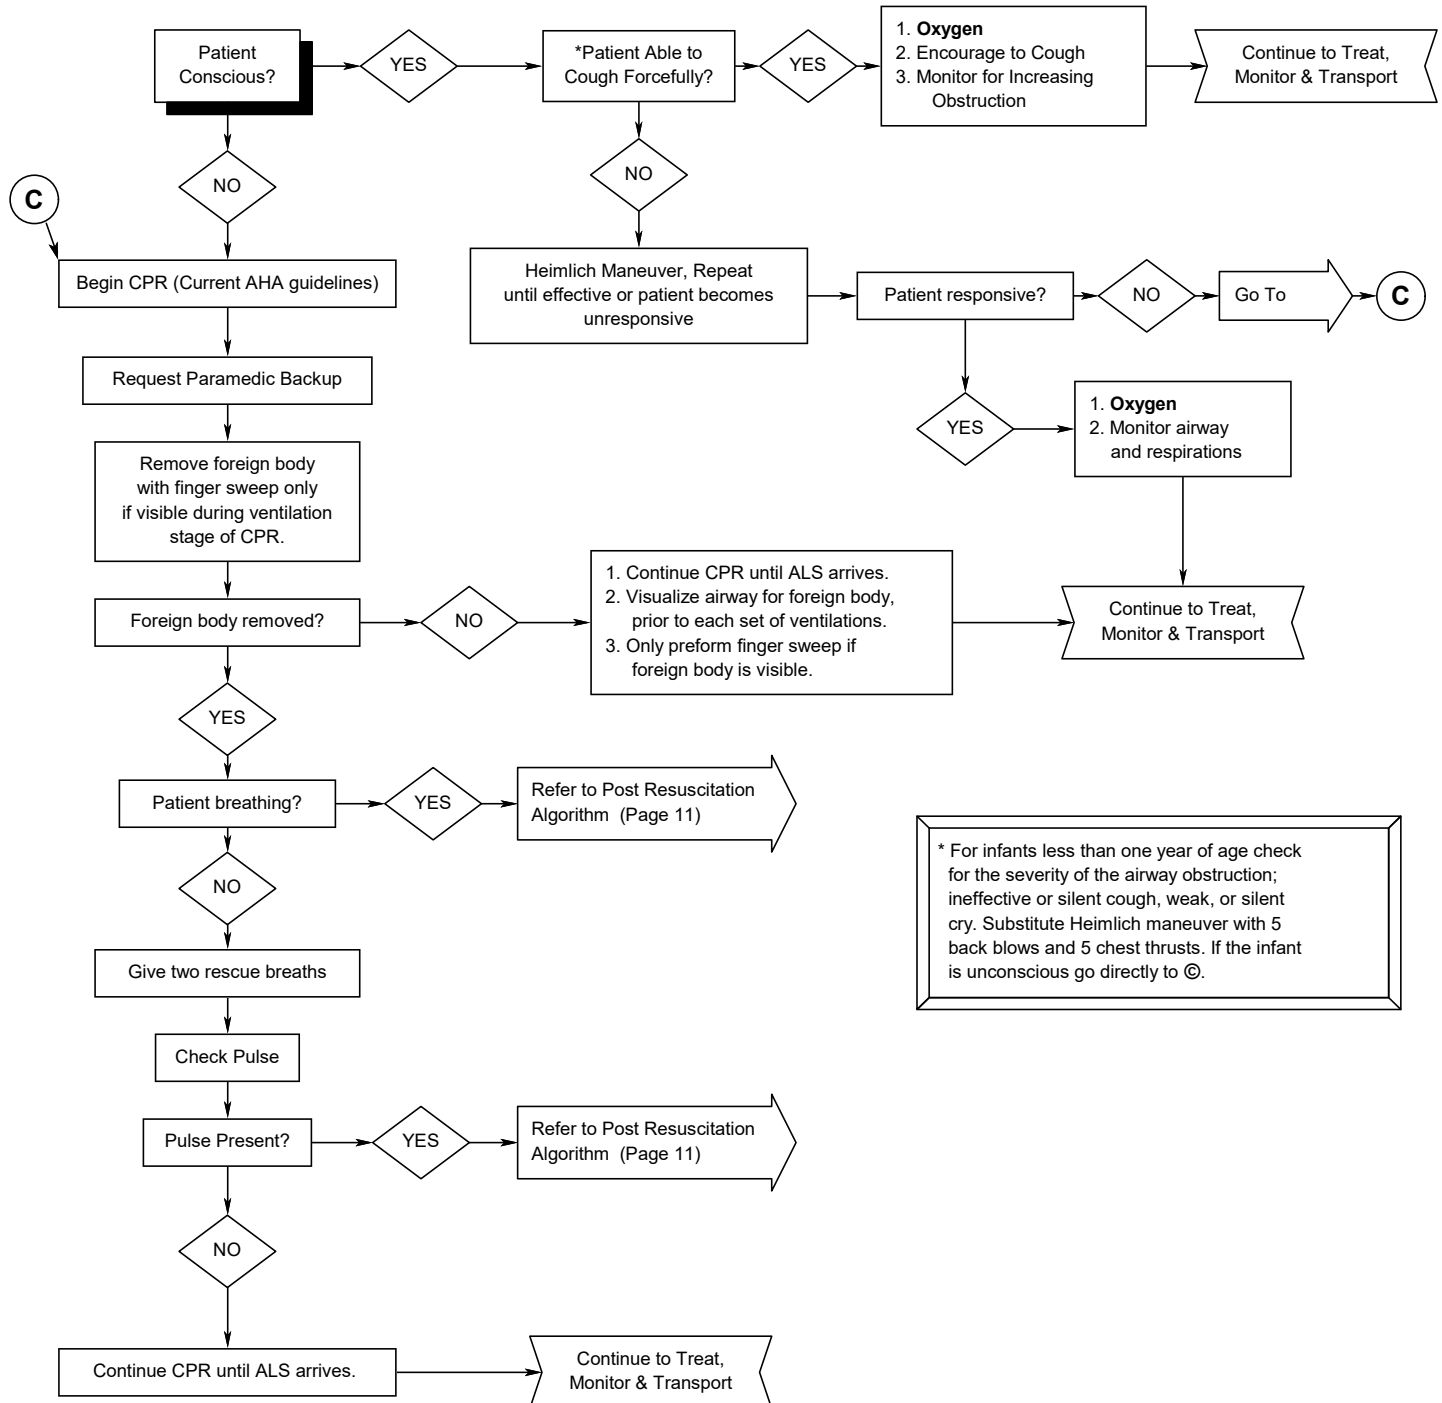 Patient
Conscious?
YES
*Patient Able to
Cough Forcefully?
YES
1. Oxygen
2. Encourage to Cough
3. Monitor for Increasing
Obstruction
Continue to Treat,
Monitor & Transport
NO
NO
C
Begin CPR (Current AHA guidelines)
Heimlich Maneuver, Repeat
until effective or patient becomes
unresponsive
Patient responsive?
NO
Go To
C
Request Paramedic Backup
YES
1. Oxygen
2. Monitor airway
and respirations
Remove foreign body
with finger sweep only
if visible during ventilation
stage of CPR.
Foreign body removed?
NO
1. Continue CPR until ALS arrives.
2. Visualize airway for foreign body,
prior to each set of ventilations.
3. Only preform finger sweep if
foreign body is visible.
Continue to Treat,
Monitor & Transport
YES
Patient breathing?
YES
Refer to Post Resuscitation
Algorithm (Page 11)
NO
* For infants less than one year of age check
for the severity of the airway obstruction;
ineffective or silent cough, weak, or silent
cry. Substitute Heimlich maneuver with 5
back blows and 5 chest thrusts. If the infant
is unconscious go directly to ©.
Give two rescue breaths
Check Pulse
Pulse Present?
YES
Refer to Post Resuscitation
Algorithm (Page 11)
NO
Continue CPR until ALS arrives.
Continue to Treat,
Monitor & Transport